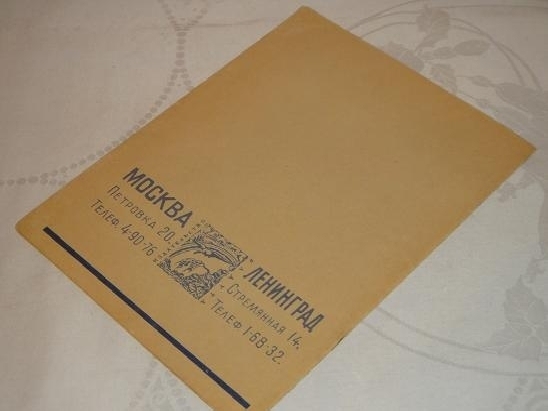 МОСКВА
ПЕТРОВКА 20.
ТЕЛЕФ. 4-90-76
ЛЕНИНГРАД
СТРЕМЯННАЯ 14.
ТЕЛЕФ 1-68-32.